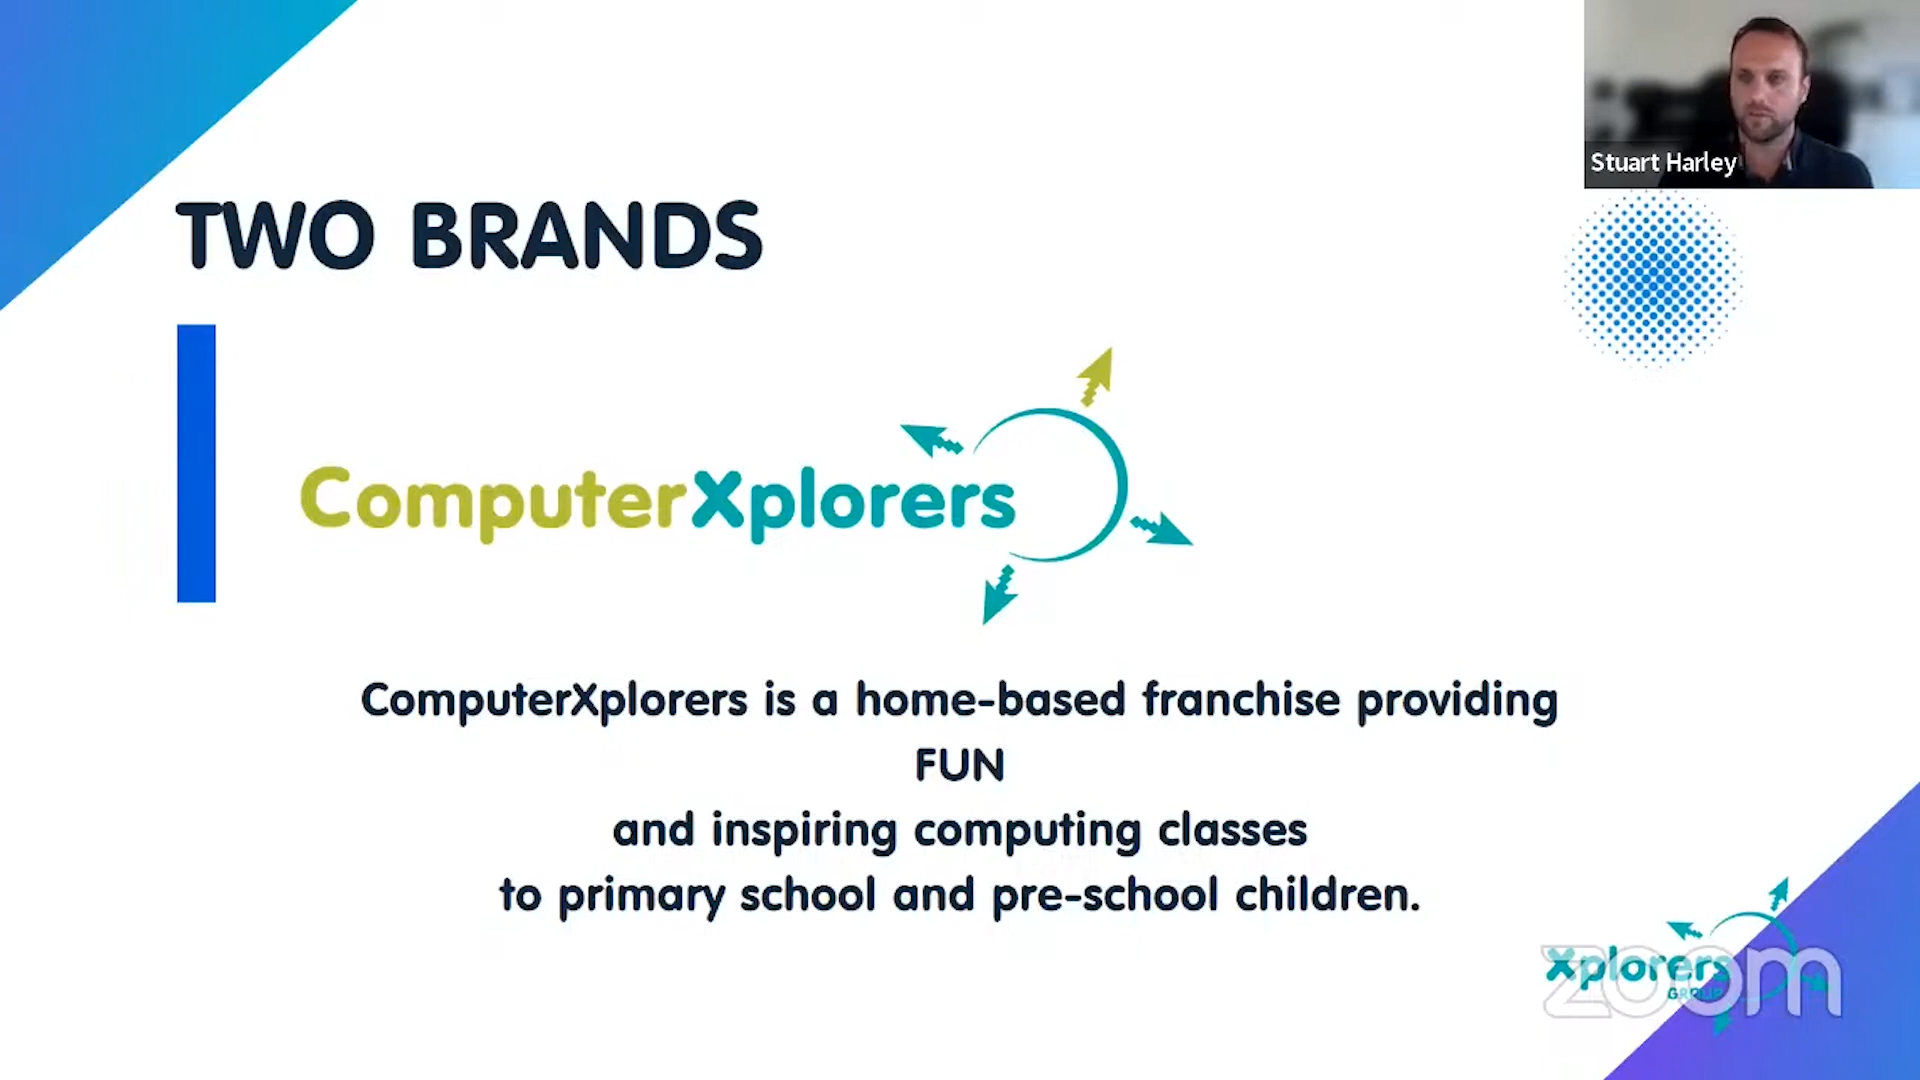 Stuart Harley
TWO BRANDS
ComputerXplorers
ComputerXplorers is a home-based franchise providing
FUN
and inspiring computing classes
to primary school and pre-school children.
Xplorers
GROUP
zoom